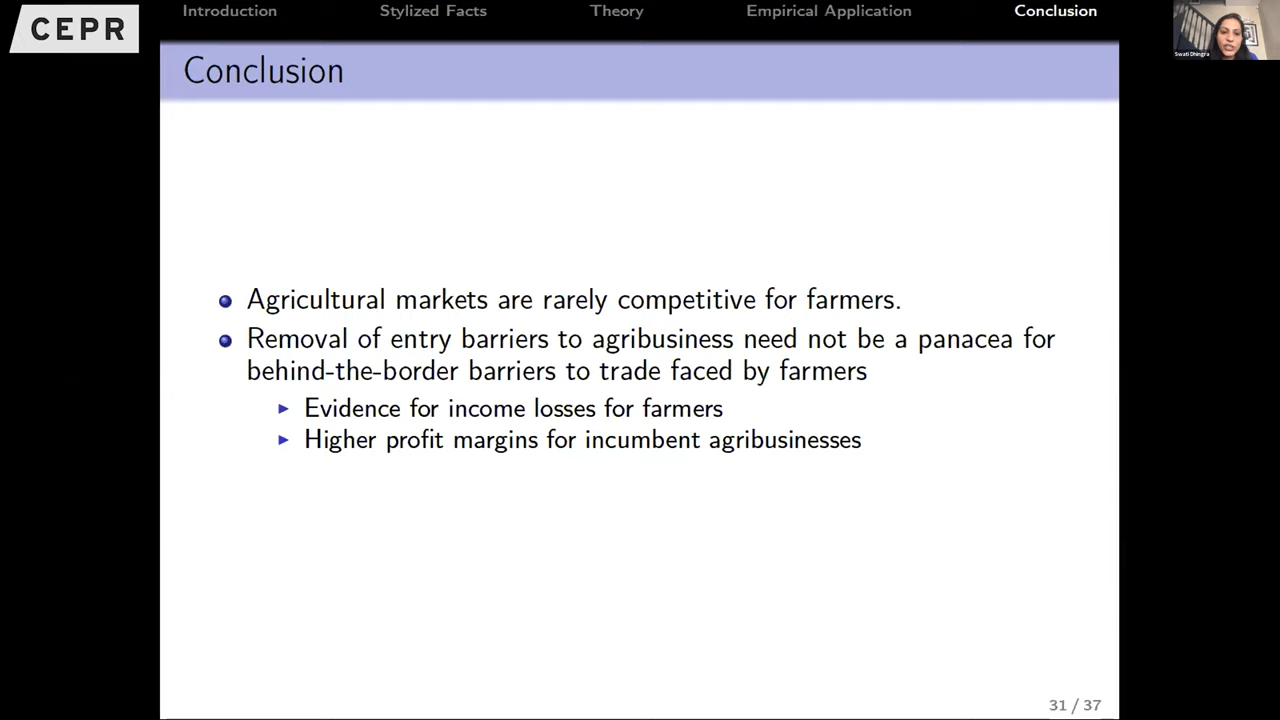 CEPR
Introduction Stylized Facts Theory Empirical Application Conclusion
Swati Dhingra
Conclusion
Agricultural markets are rarely competitive for farmers.
Removal of entry barriers to agribusiness need not be a panacea for
behind-the-border barriers to trade faced by farmers
Evidence for income losses for farmers
Higher profit margins for incumbent agribusinesses
31 / 37